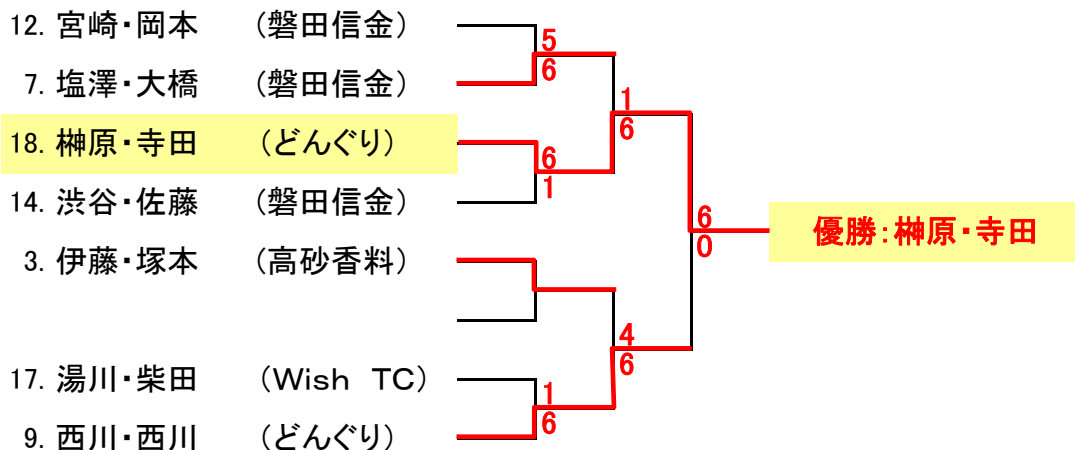 12. 宮崎・岡本 （磐田信金）
5
6
7. 塩澤・大橋 （磐田信金）
1
6
18. 榊原・寺田 （どんぐり）
6
1
14. 渋谷・佐藤 （磐田信金）
6
0
優勝：榊原・寺田
3. 伊藤・塚本 （高砂香料）
4
6
17. 湯川・柴田 （Wish TC）
1
6
9. 西川・西川 （どんぐり）